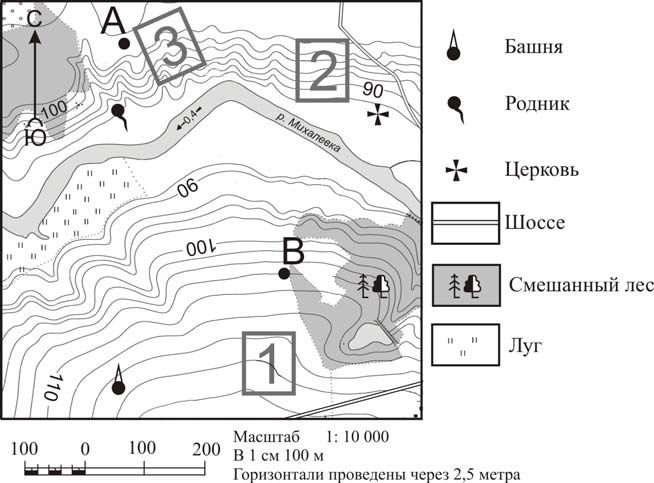 С
А
3
2
Башня
90
100
Родник
Ю
0,4
р. Михалевка
Церковь
90
Шоссе
100
В
Смешанный лес
1
Луг
110
100 0 100 200
Масштаб 1: 10 000
В 1 см 100 м
Горизонтали проведены через 2,5 метра